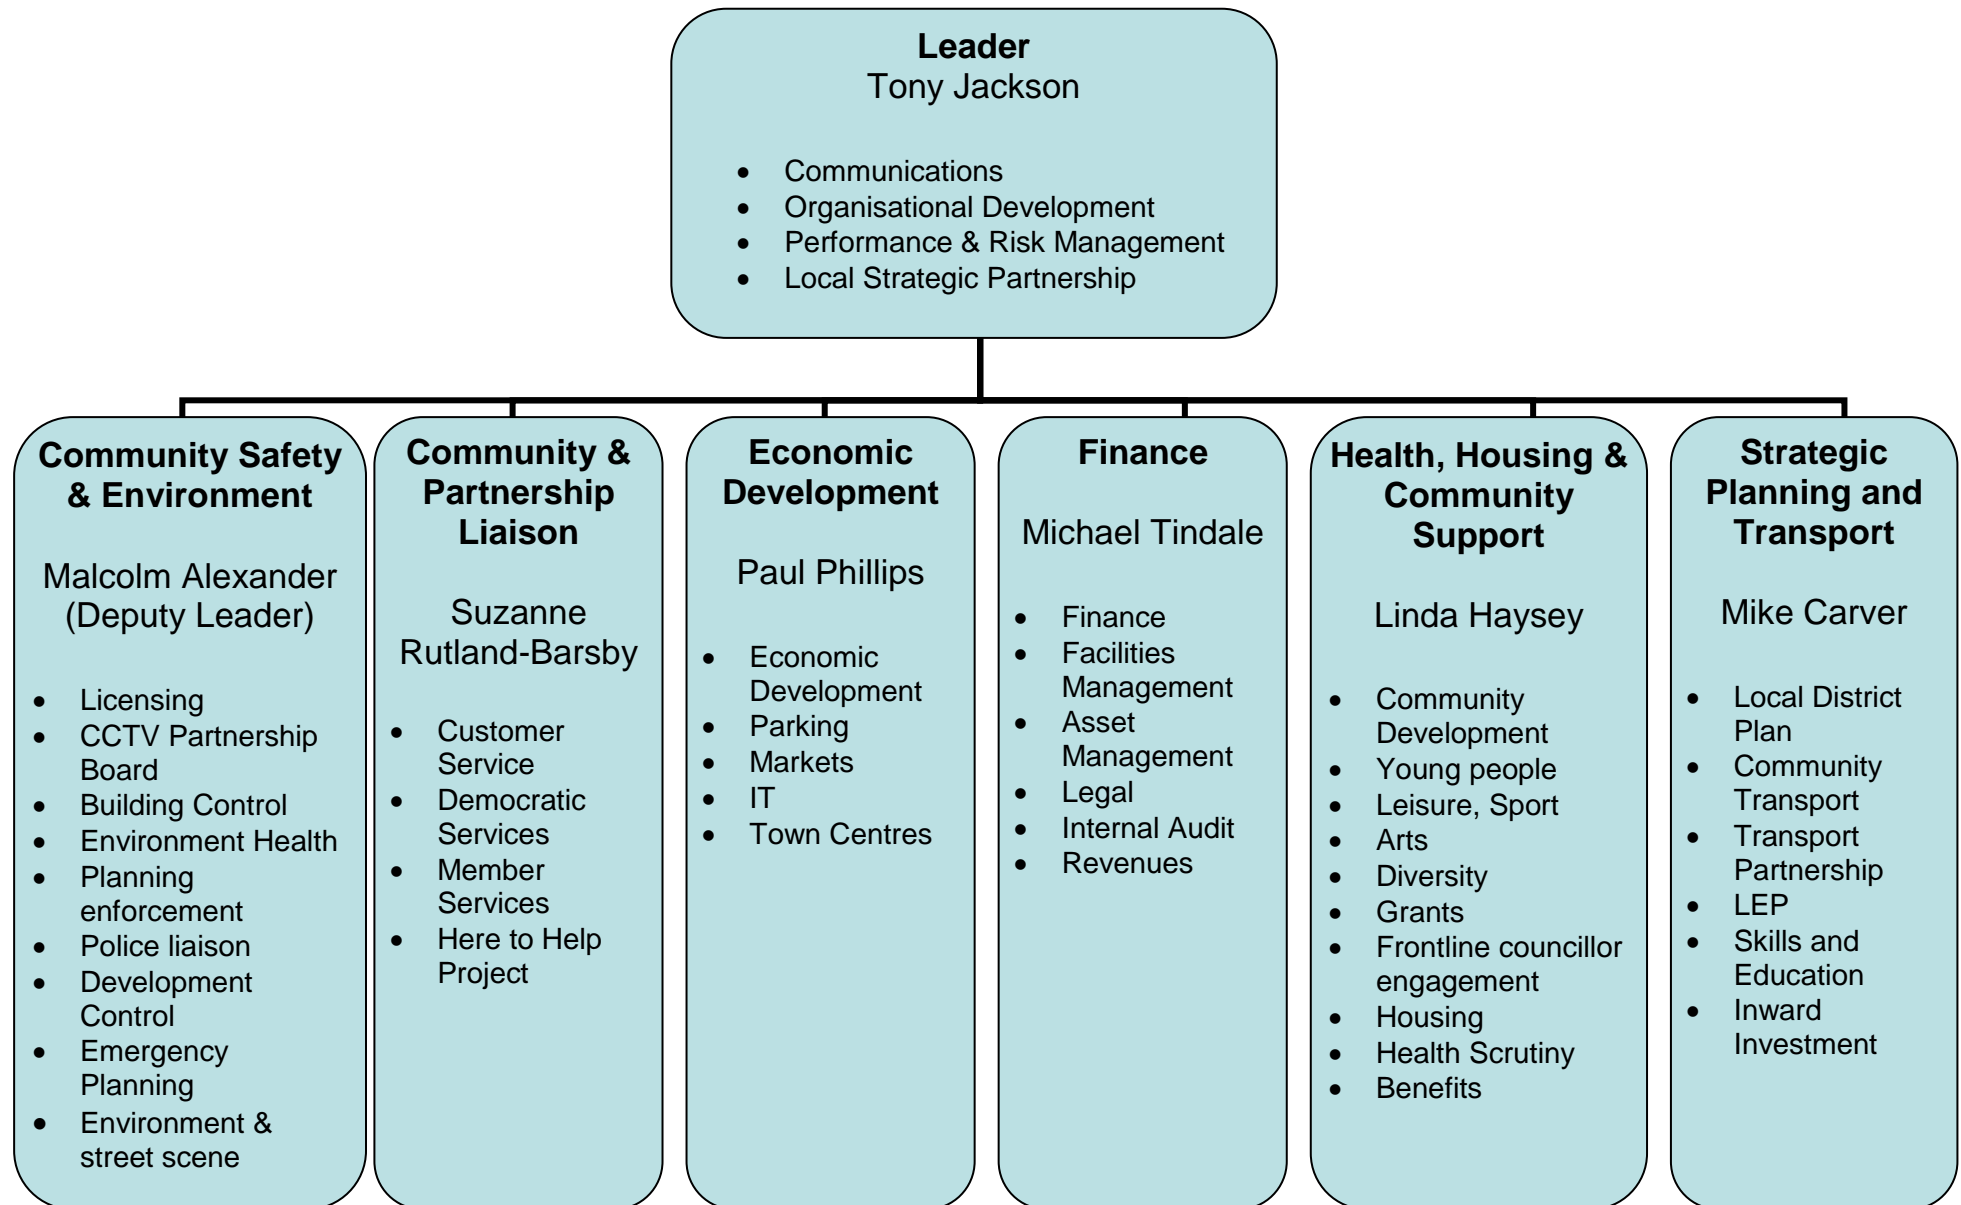 Leader
Tony Jackson
• Communications
• Organisational Development
• Performance & Risk Management
• Local Strategic Partnership
Community Safety
& Environment
Malcolm Alexander
(Deputy Leader)
• Licensing
• CCTV Partnership
Board
• Building Control
• Environment Health
• Planning
enforcement
• Police liaison
• Development
Control
• Emergency
Planning
• Environment &
street scene
Community &
Partnership
Liaison
Suzanne
Rutland-Barsby
• Customer
Service
• Democratic
Services
• Member
Services
• Here to Help
Project
Economic
Development
Paul Phillips
• Economic
Development
• Parking
• Markets
• IT
• Town Centres
Finance
Michael Tindale
• Finance
• Facilities
Management
• Asset
Management
• Legal
• Internal Audit
• Revenues
Health, Housing &
Community
Support
Linda Haysey
• Community
Development
• Young people
• Leisure, Sport
• Arts
• Diversity
• Grants
• Frontline councillor
engagement
• Housing
• Health Scrutiny
• Benefits
Strategic
Planning and
Transport
Mike Carver
• Local District
Plan
• Community
Transport
• Transport
Partnership
• LEP
• Skills and
Education
• Inward
Investment